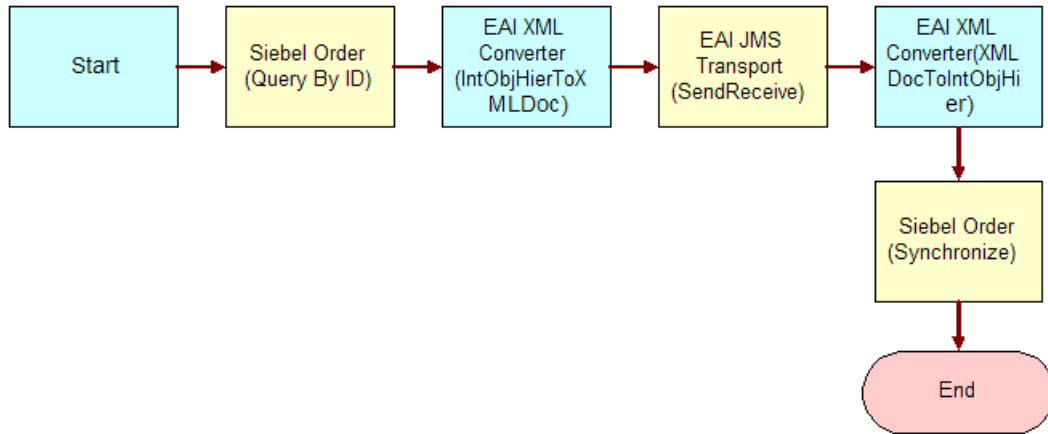 Start
Siebel Order
(Query By ID)
EAI XML
Converter
(IntObjHierToX
MLDoc)
EAI JMS
Transport
(SendReceive)
EAI XML
Converter(XML
DocToIntObjHi
er)
Siebel Order
(Synchronize)
End